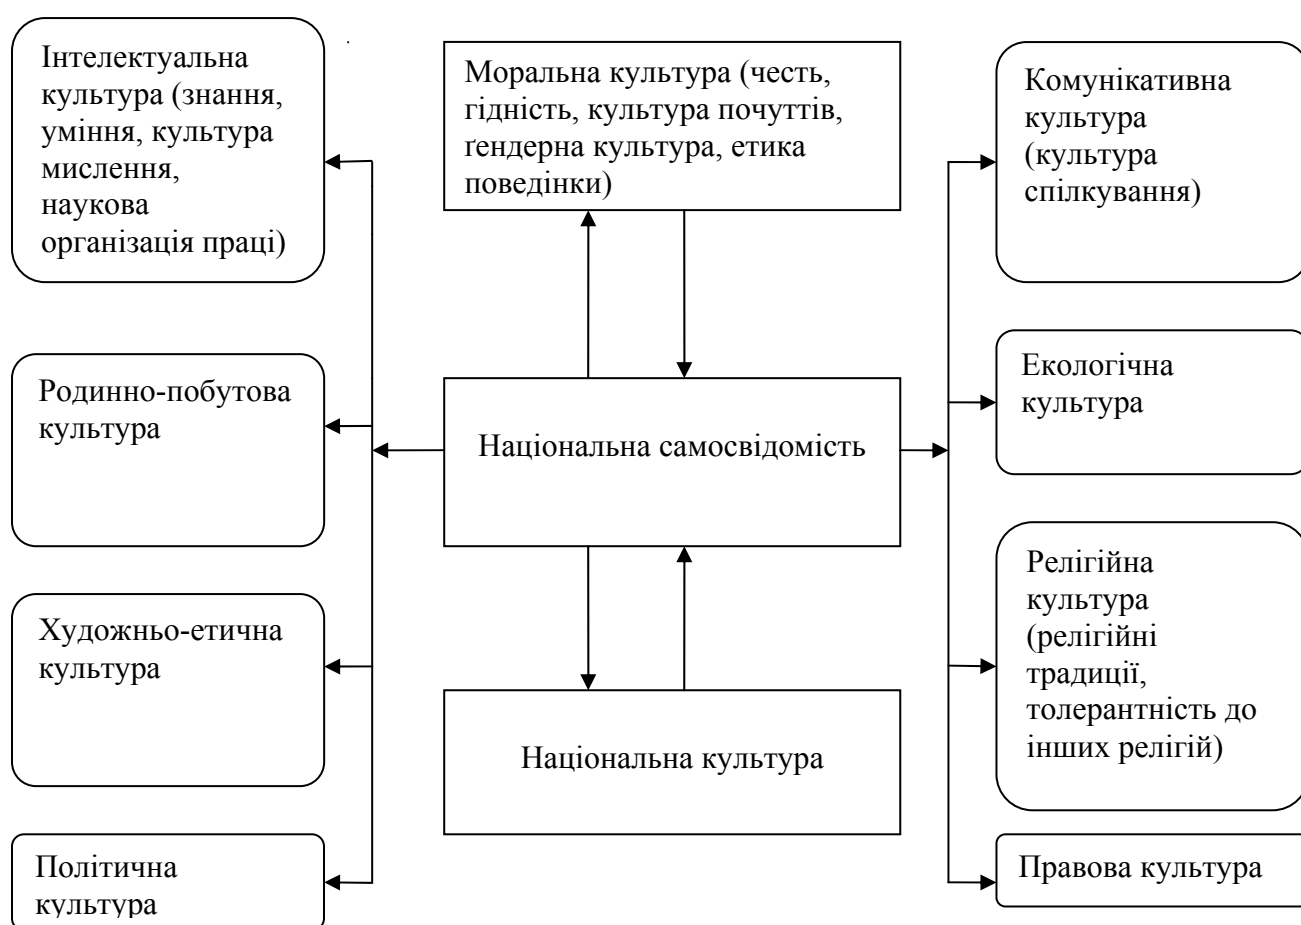 Інтелектуальна
культура (знання,
уміння, культура
мислення,
наукова
організація праці)
Моральна культура (честь,
гідність, культура почуттів,
ґендерна культура, етика
поведінки)
Комунікативна
культура
(культура
спілкування)
Родинно-побутова
культура
Національна самосвідомість
Екологічна
культура
Художньо-етична
культура
Національна культура
Релігійна
культура
(релігійні
традиції,
толерантність до
інших релігій)
Політична
культура
Правова культура